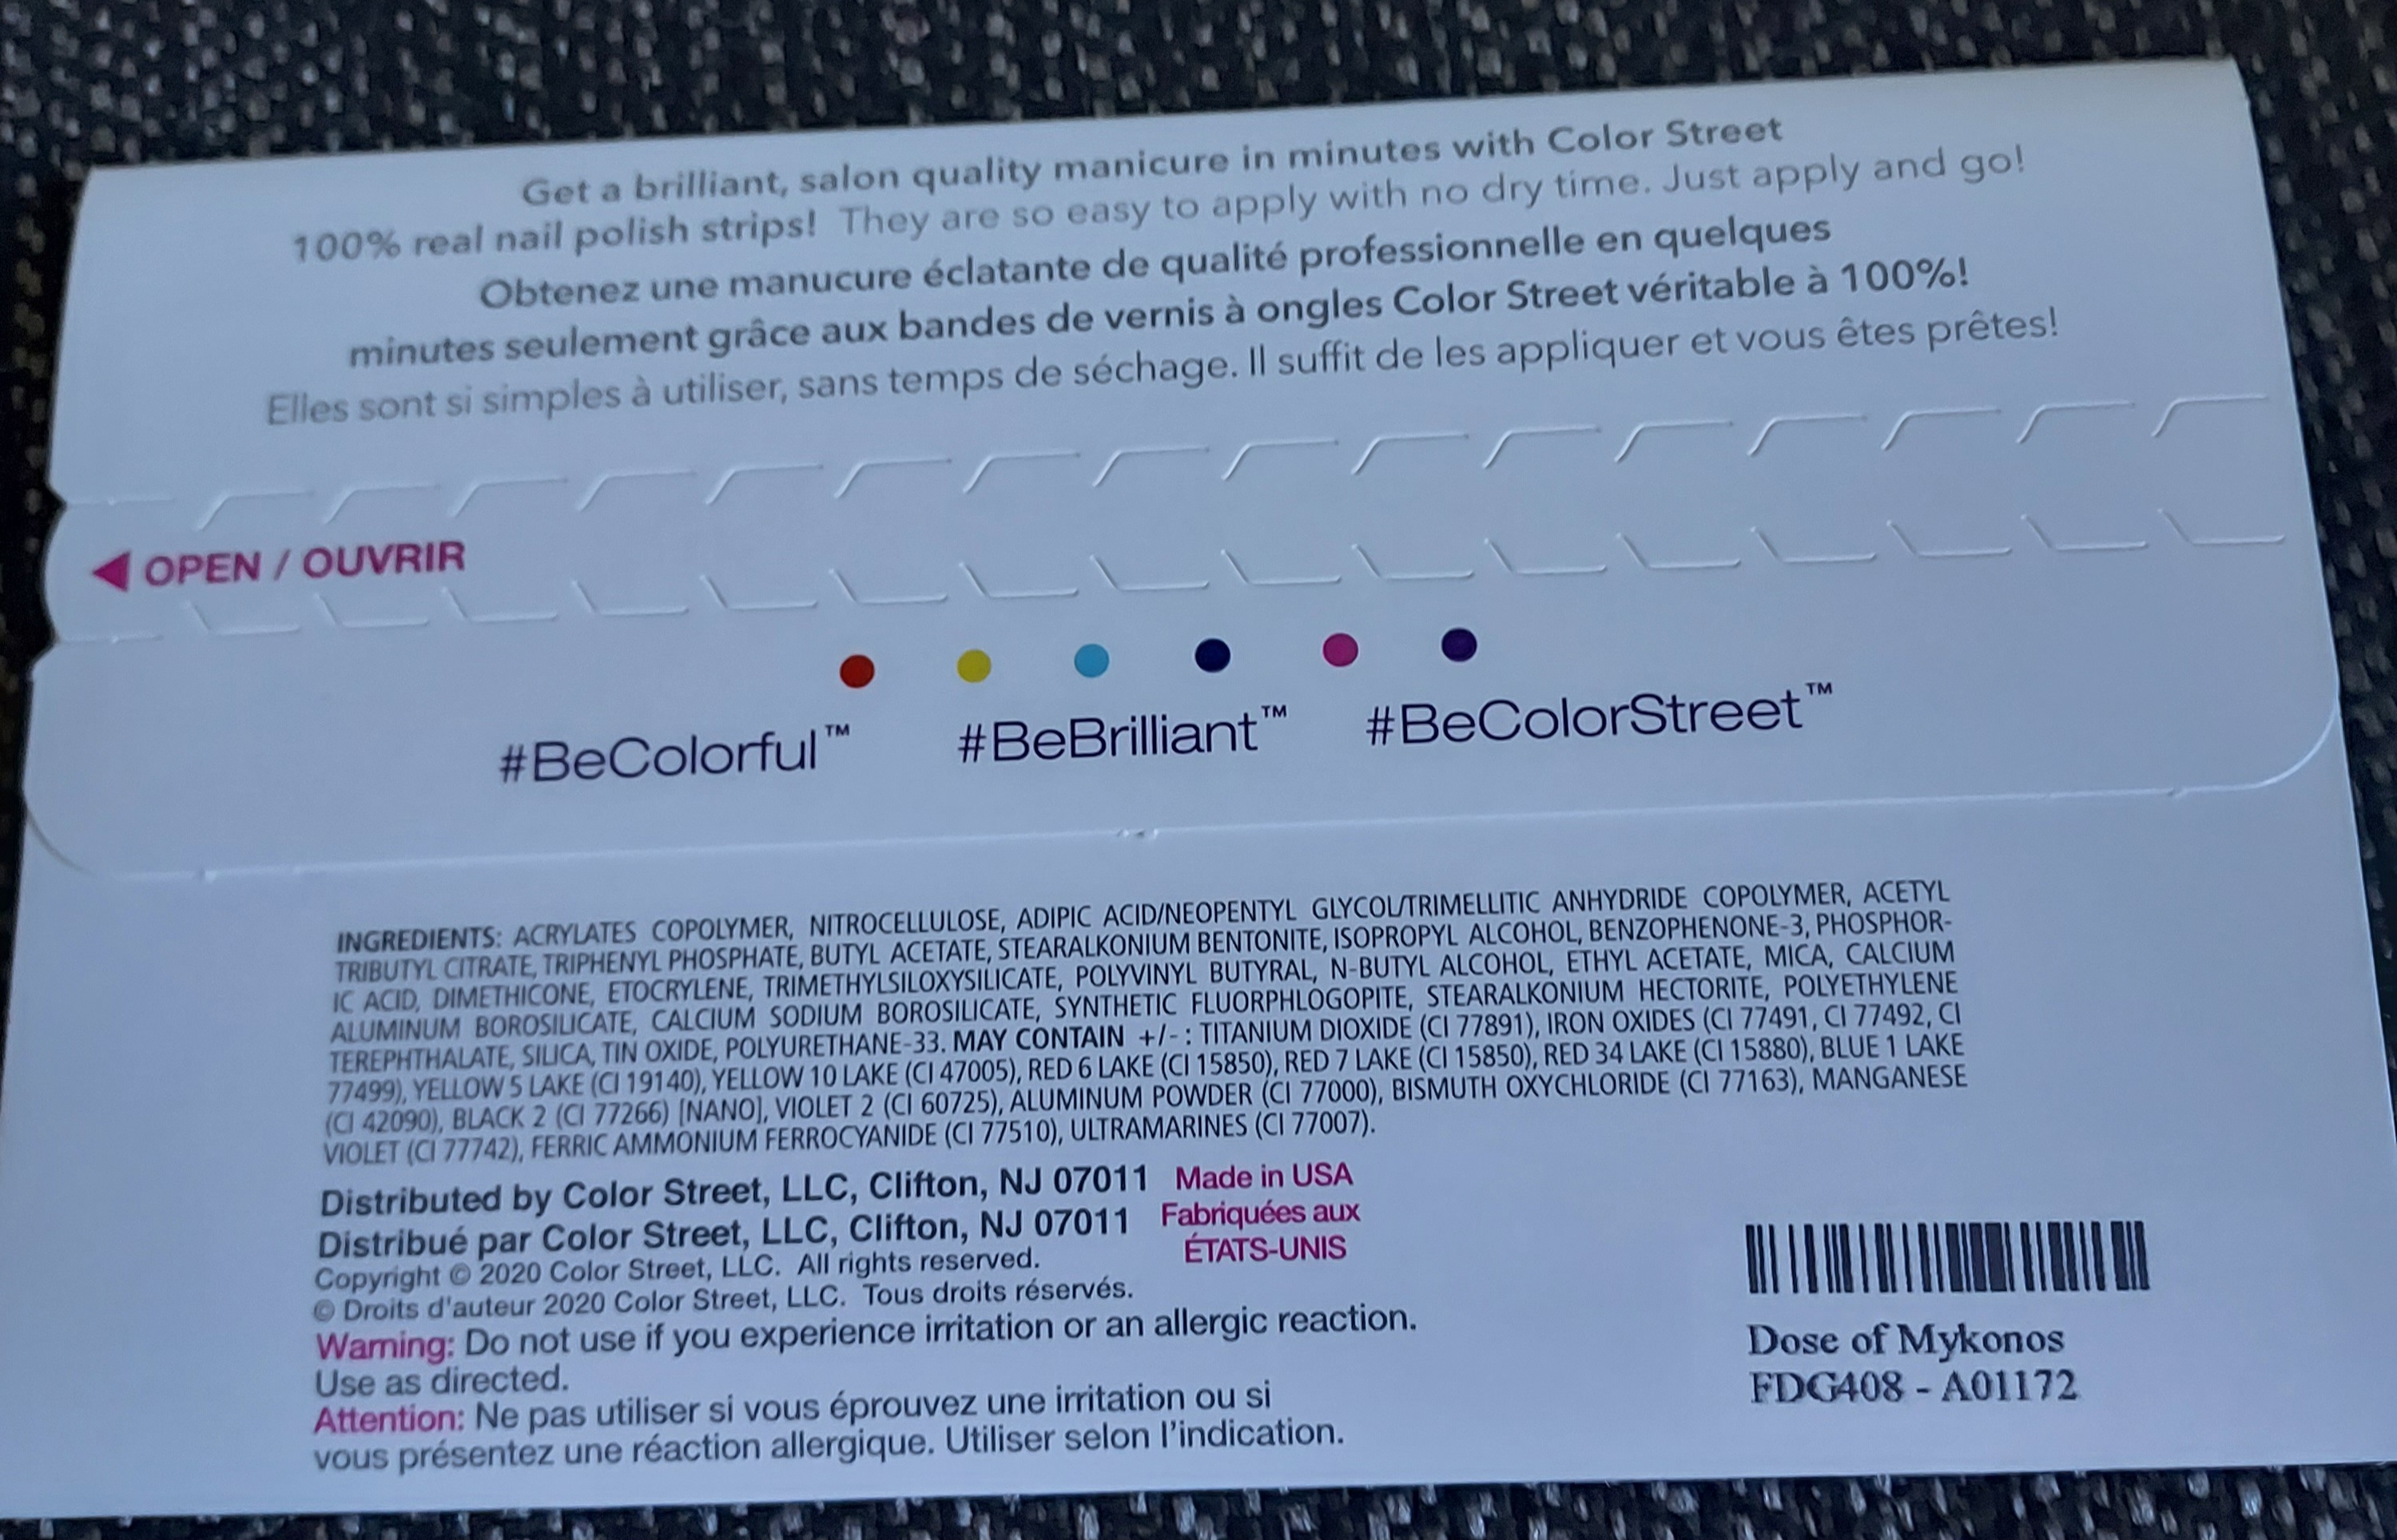 Get a brilliant, salon quality manicure in minutes with Color Street
100% real nail polish strips! They are so easy to apply with no dry time. Just apply and go!
Obtenez une manucure éclatante de qualité professionnelle en quelques
minutes seulement grâce aux bandes de vernis à ongles Color Street véritable à 100%!
Elles sont si simples à utiliser, sans temps de séchage. Il suffit de les appliquer et vous êtes prêtes!
OPEN / OUVRIR
#BeColorful™ #BeBrilliant™ #BeColorStreet™
INGREDIENTS: ACRYLATES COPOLYMER, NITROCELLULOSE, ADIPIC ACID/NEOPENTYL GLYCOL/TRIMELLITIC ANHYDRIDE COPOLYMER, ACETYL
TRIBUTYL CITRATE, TRIPHENYL PHOSPHATE, BUTYL ACETATE, STEARALKONIUM BENTONITE, ISOPROPYL ALCOHOL, BENZOPHENONE-3, PHOSPHOR-
IC ACID, DIMETHICONE, ETOCRYLENE, TRIMETHYLSILOXYSILICATE, POLYVINYL BUTYRAL, N-BUTYL ALCOHOL, ETHYL ACETATE, MICA, CALCIUM
ALUMINUM BOROSILICATE, CALCIUM SODIUM BOROSILICATE, SYNTHETIC FLUORPHLOGOPITE, STEARALKONIUM HECTORITE, POLYETHYLENE
TEREPHTHALATE, SILICA, TIN OXIDE, POLYURETHANE-33. MAY CONTAIN +/- : TITANIUM DIOXIDE (CI 77891), IRON OXIDES (CI 77491, CI 77492, CI
77499), YELLOW 5 LAKE (CI 19140), YELLOW 10 LAKE (CI 47005), RED 6 LAKE (CI 15850), RED 7 LAKE (CI 15850), RED 34 LAKE (CI 15880), BLUE 1 LAKE
(CI 42090), BLACK 2 (CI 77266) [NANO], VIOLET 2 (CI 60725), ALUMINUM POWDER (CI 77000), BISMUTH OXYCHLORIDE (CI 77163), MANGANESE
VIOLET (CI 77742), FERRIC AMMONIUM FERROCYANIDE (CI 77510), ULTRAMARINES (CI 77007).
Distributed by Color Street, LLC, Clifton, NJ 07011
Distribué par Color Street, LLC, Clifton, NJ 07011
Made in USA
Fabriquées aux
ÉTATS-UNIS
Copyright © 2020 Color Street, LLC. All rights reserved.
© Droits d'auteur 2020 Color Street, LLC. Tous droits réservés.
Warning: Do not use if you experience irritation or an allergic reaction.
Use as directed.
Attention: Ne pas utiliser si vous éprouvez une irritation ou si
vous présentez une réaction allergique. Utiliser selon l'indication.
Dose of Mykonos
FDG408 - A01172